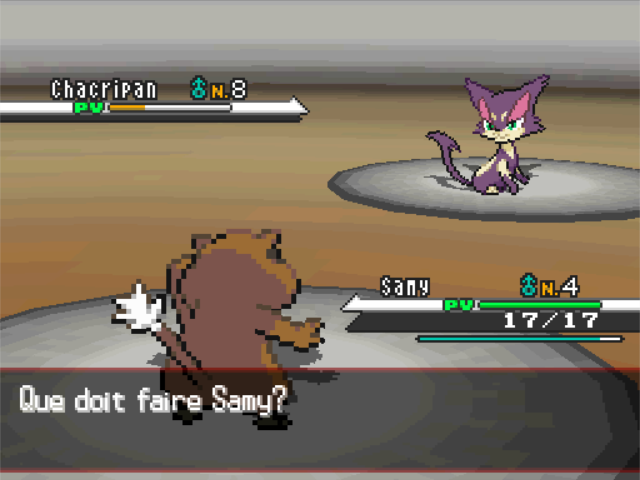 Chacripan ♂ N.8
PV
Samy ♂ N.4
PV
17/17
Que doit faire Samy?